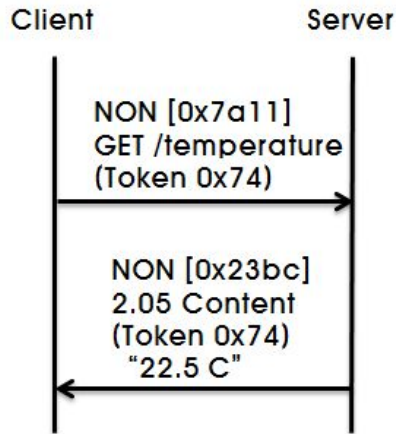 Client Server
NON [0x7a11]
GET /temperature
(Token 0x74)
NON [0x23bc]
2.05 Content
(Token 0x74)
“22.5 C”